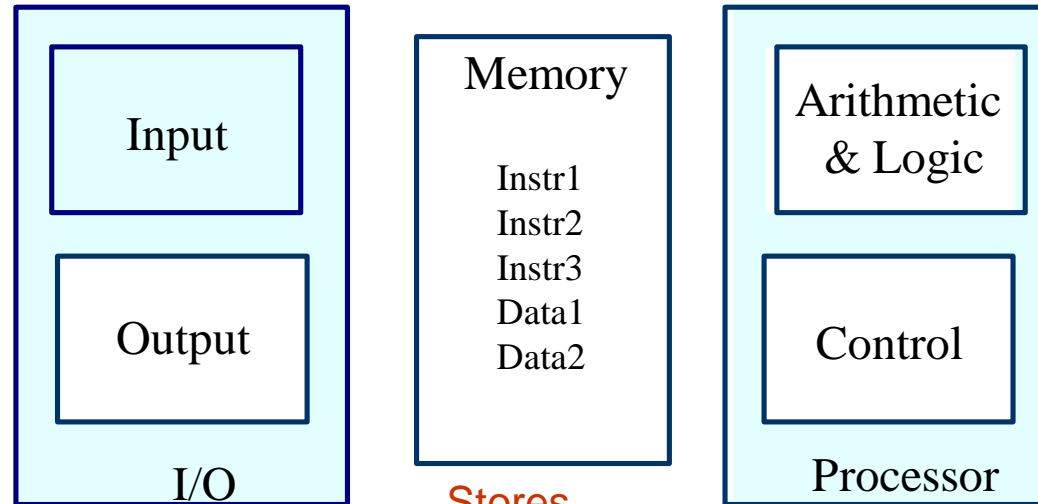 Input
Output
I/O
Memory
Instr1
Instr2
Instr3
Data1
Data2
Stores
Arithmetic
& Logic
Control
Processor